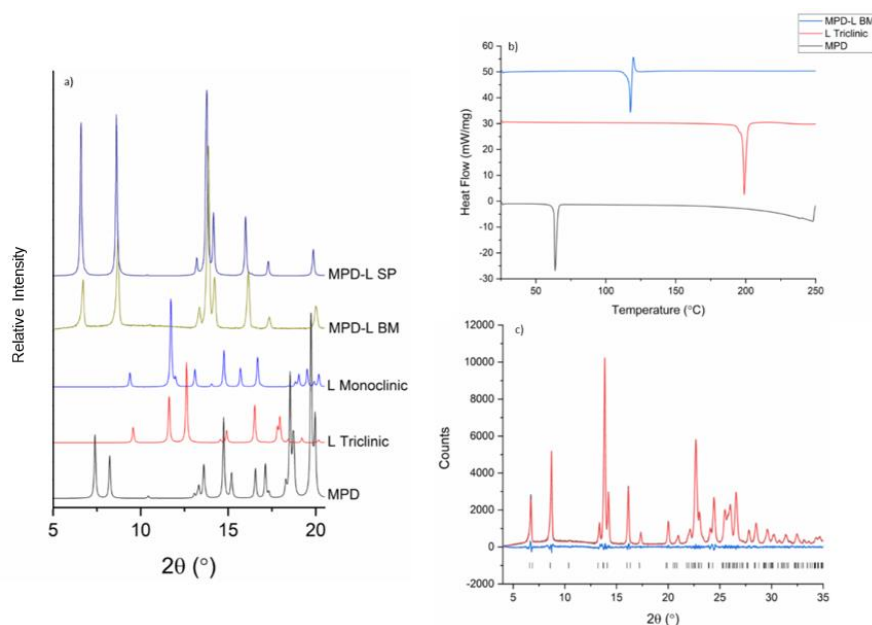 a)
MPD-L SP
MPD-L BM
L Monoclinic
L Triclinic
MPD
Relative Intensity
5 10 15 20
2θ (°)
MPD-L BM
L Triclinic
MPD
b)
60
50
40
30
20
10
0
-10
-20
-30
Heat Flow (mW/mg)
50 100 150 200 250
Temperature (°C)
c)
12000
10000
8000
6000
4000
2000
0
-2000
Counts
5 10 15 20 25 30 35
2θ (°)